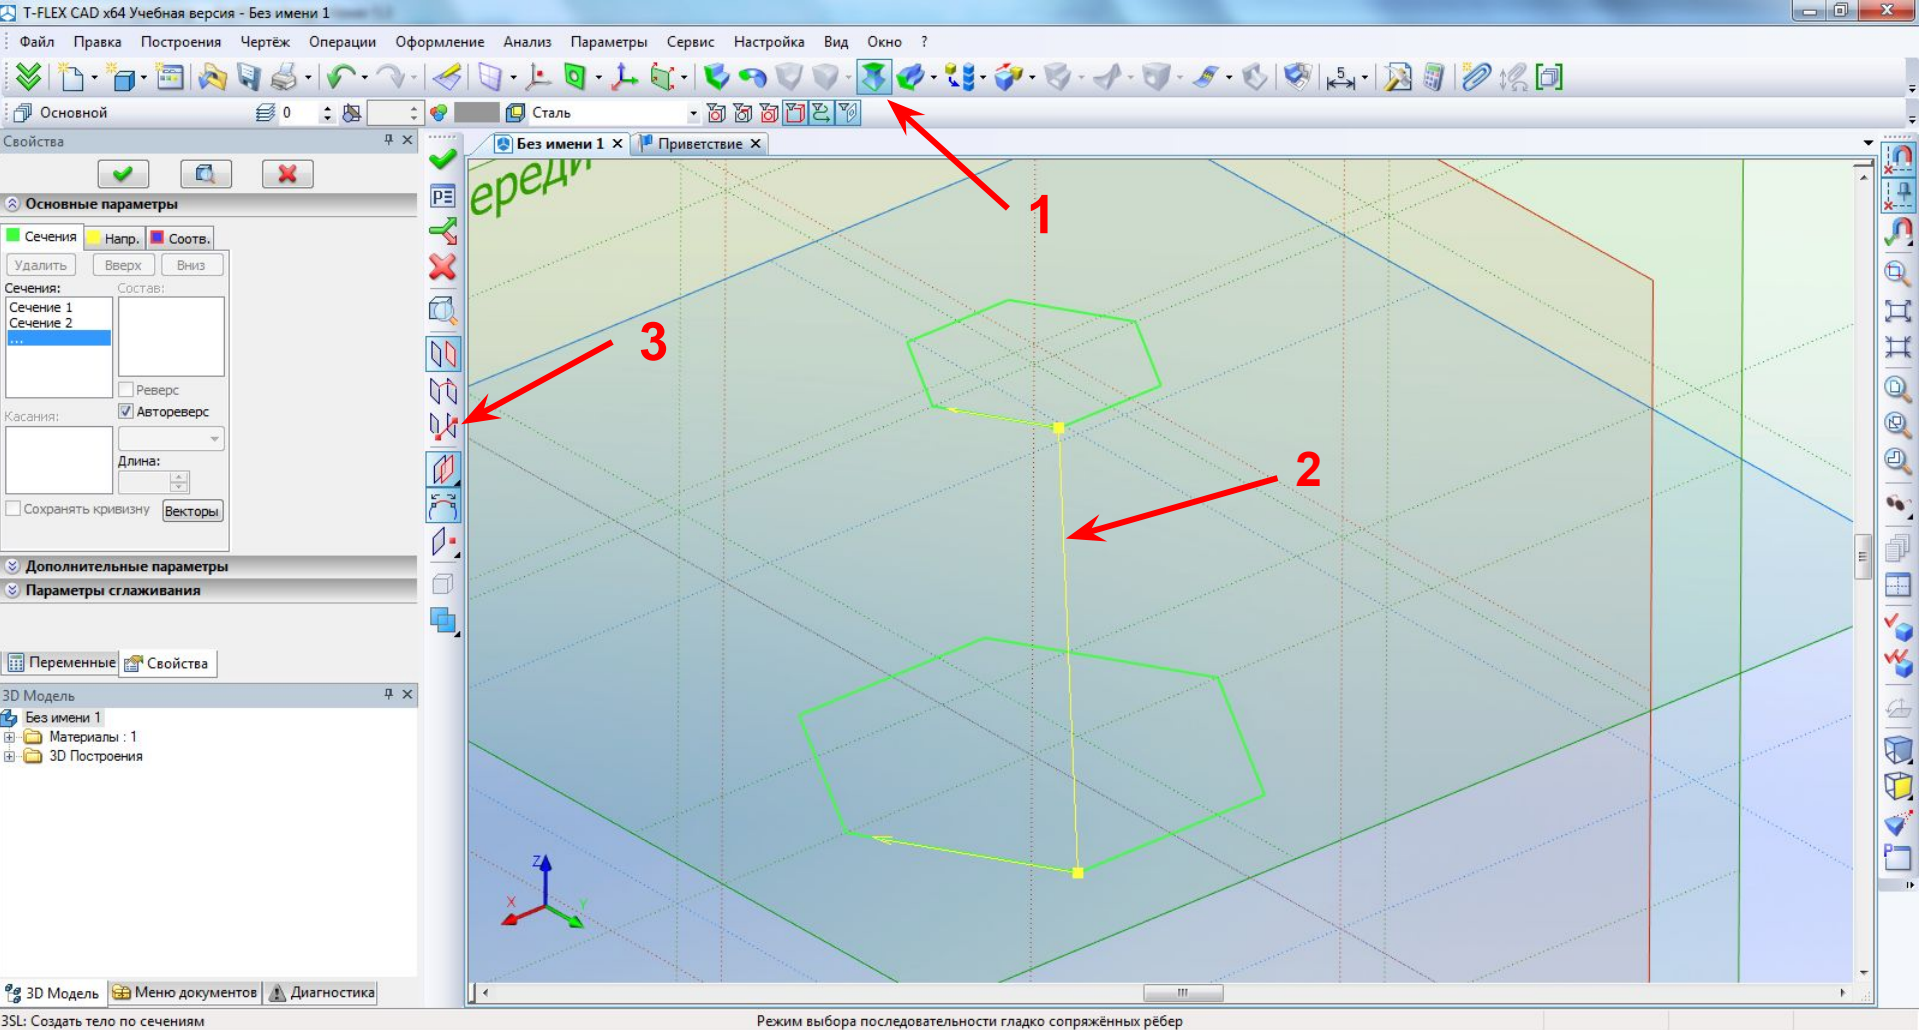 T-FLEX CAD x64 Учебная версия - Без имени 1
Файл Правка Построения Чертёж Операции Оформление Анализ Параметры Сервис Настройка Вид Окно ?
5
Основной 0 Сталь
Свойства
Без имени 1 Приветствие
Основные параметры
Сечения Напр. Соотв.
Удалить Вверх Вниз
Сечения: Состав:
Сечение 1
Сечение 2
...
Реверс
Касания: Автореверс
Длина:
Сохранять кривизну Векторы
Дополнительные параметры
Параметры сглаживания
Переменные Свойства
3D Модель
Без имени 1
Материалы : 1
3D Построения
3D Модель Меню документов Диагностика
ереди
1
3
2
Z
X Y
3SL: Создать тело по сечениям Режим выбора последовательности гладко сопряжённых рёбер